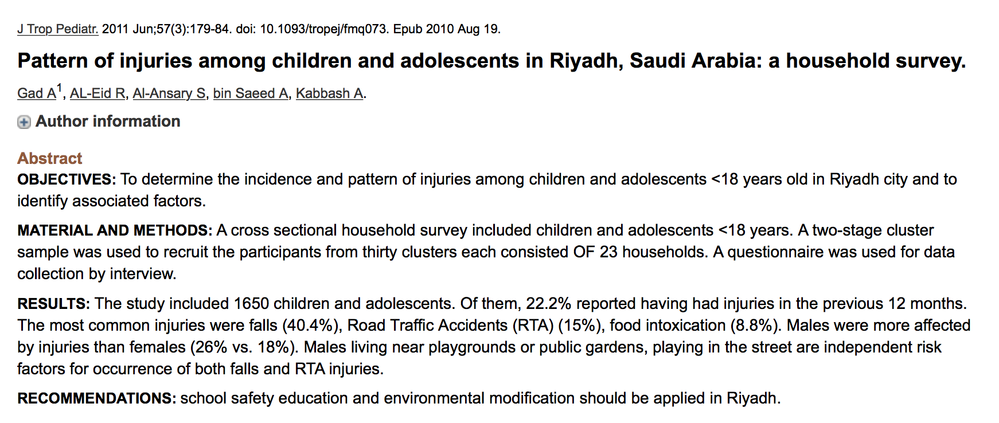 J Trop Pediatr. 2011 Jun;57(3):179-84. doi: 10.1093/tropej/fmq073. Epub 2010 Aug 19.
Pattern of injuries among children and adolescents in Riyadh, Saudi Arabia: a household survey.
Gad A1, AL-Eid R, Al-Ansary S, bin Saeed A, Kabbash A.
Author information
Abstract
OBJECTIVES: To determine the incidence and pattern of injuries among children and adolescents <18 years old in Riyadh city and to
identify associated factors.
MATERIAL AND METHODS: A cross sectional household survey included children and adolescents <18 years. A two-stage cluster
sample was used to recruit the participants from thirty clusters each consisted OF 23 households. A questionnaire was used for data
collection by interview.
RESULTS: The study included 1650 children and adolescents. Of them, 22.2% reported having had injuries in the previous 12 months.
The most common injuries were falls (40.4%), Road Traffic Accidents (RTA) (15%), food intoxication (8.8%). Males were more affected
by injuries than females (26% vs. 18%). Males living near playgrounds or public gardens, playing in the street are independent risk
factors for occurrence of both falls and RTA injuries.
RECOMMENDATIONS: school safety education and environmental modification should be applied in Riyadh.